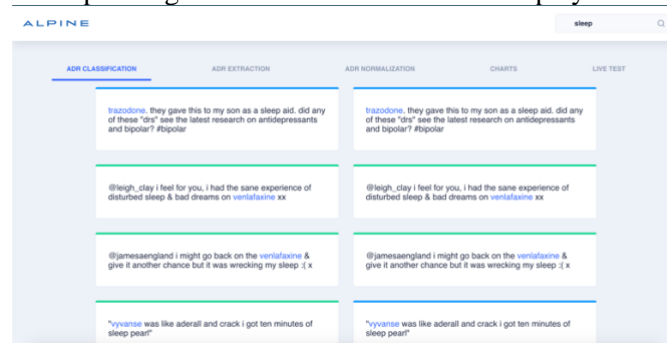 ALPINE
sleep
ADR CLASSIFICATION
ADR EXTRACTION
ADR NORMALIZATION
CHARTS
LIVE TEST
trazodone. they gave this to my son as a sleep aid. did any
of these "drs" see the latest research on antidepressants
and bipolar? #bipolar
trazodone. they gave this to my son as a sleep aid. did any
of these "drs" see the latest research on antidepressants
and bipolar? #bipolar
@leigh_clay i feel for you, i had the sane experience of
disturbed sleep & bad dreams on venlafaxine xx
@leigh_clay i feel for you, i had the sane experience of
disturbed sleep & bad dreams on venlafaxine xx
@jamesaengland i might go back on the venlafaxine &
give it another chance but it was wrecking my sleep :( x
@jamesaengland i might go back on the venlafaxine &
give it another chance but it was wrecking my sleep :( x
"vyvanse was like aderall and crack i got ten minutes of
sleep pearl"
"vyvanse was like aderall and crack i got ten minutes of
sleep pearl"